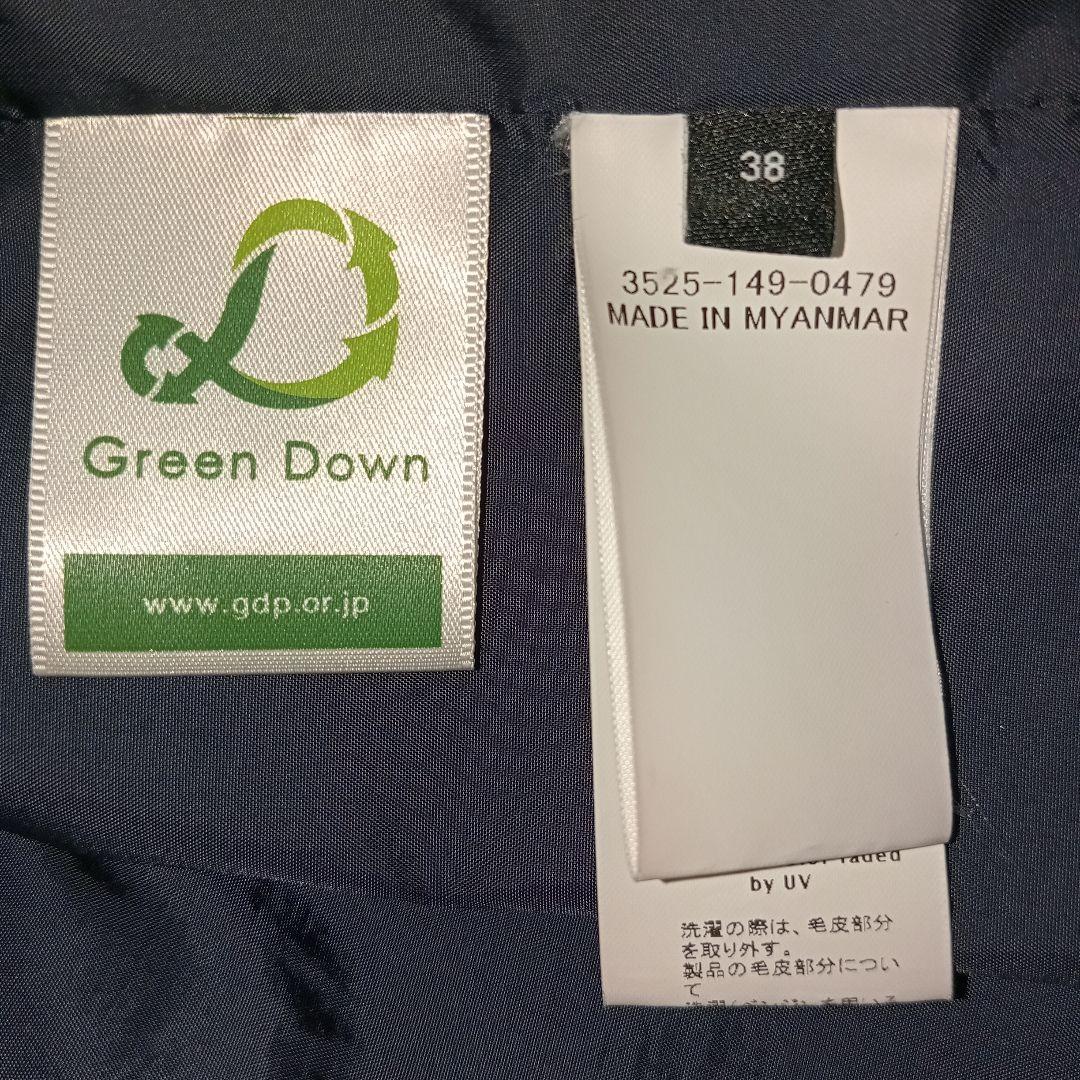 Green Down
www.gdp.or.jp
38
3525-149-0479
MADE IN MYANMAR
faded
by UV
洗濯の際は、毛皮部分
を取り外す。
製品の毛皮部分につい
て